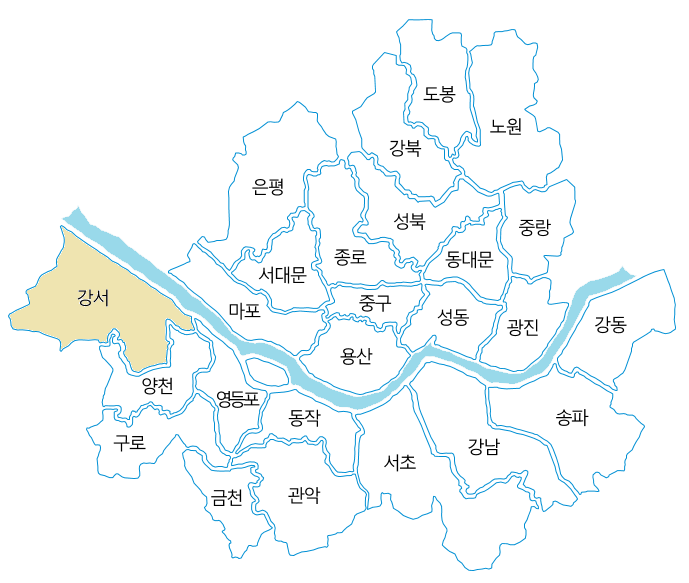 도봉
노원
강북
은평
성북
중랑
종로
동대문
서대문
강서
중구
마포
성동
광진
강동
용산
양천
영등포
동작
송파
구로
강남
서초
금천
관악